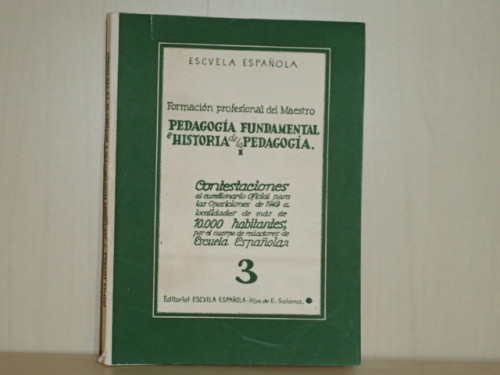 ESCVELA ESPAÑOLA
Formación profesional del Maestro
PEDAGOGÍA FUNDAMENTAL
e HISTORIA de la PEDAGOGÍA.
Contestaciones
al cuestionario Oficial para
las Oposiciones de 1949 a
localidades de más de
10.000 habitantes,
por el cuerpo de redactores de
Escuela Española
3
Editorial ESCVELA ESPAÑOLA-Hijos de E. Solana.